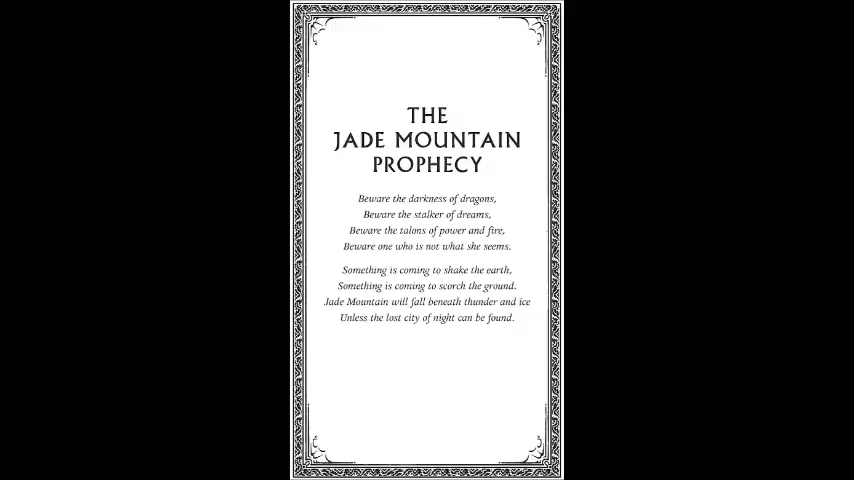 THE
JADE MOUNTAIN
PROPHECY
Beware the darkness of dragons,
Beware the stalker of dreams,
Beware the talons of power and fire,
Beware one who is not what she seems.
Something is coming to shake the earth,
Something is coming to scorch the ground.
Jade Mountain will fall beneath thunder and ice
Unless the lost city of night can be found.